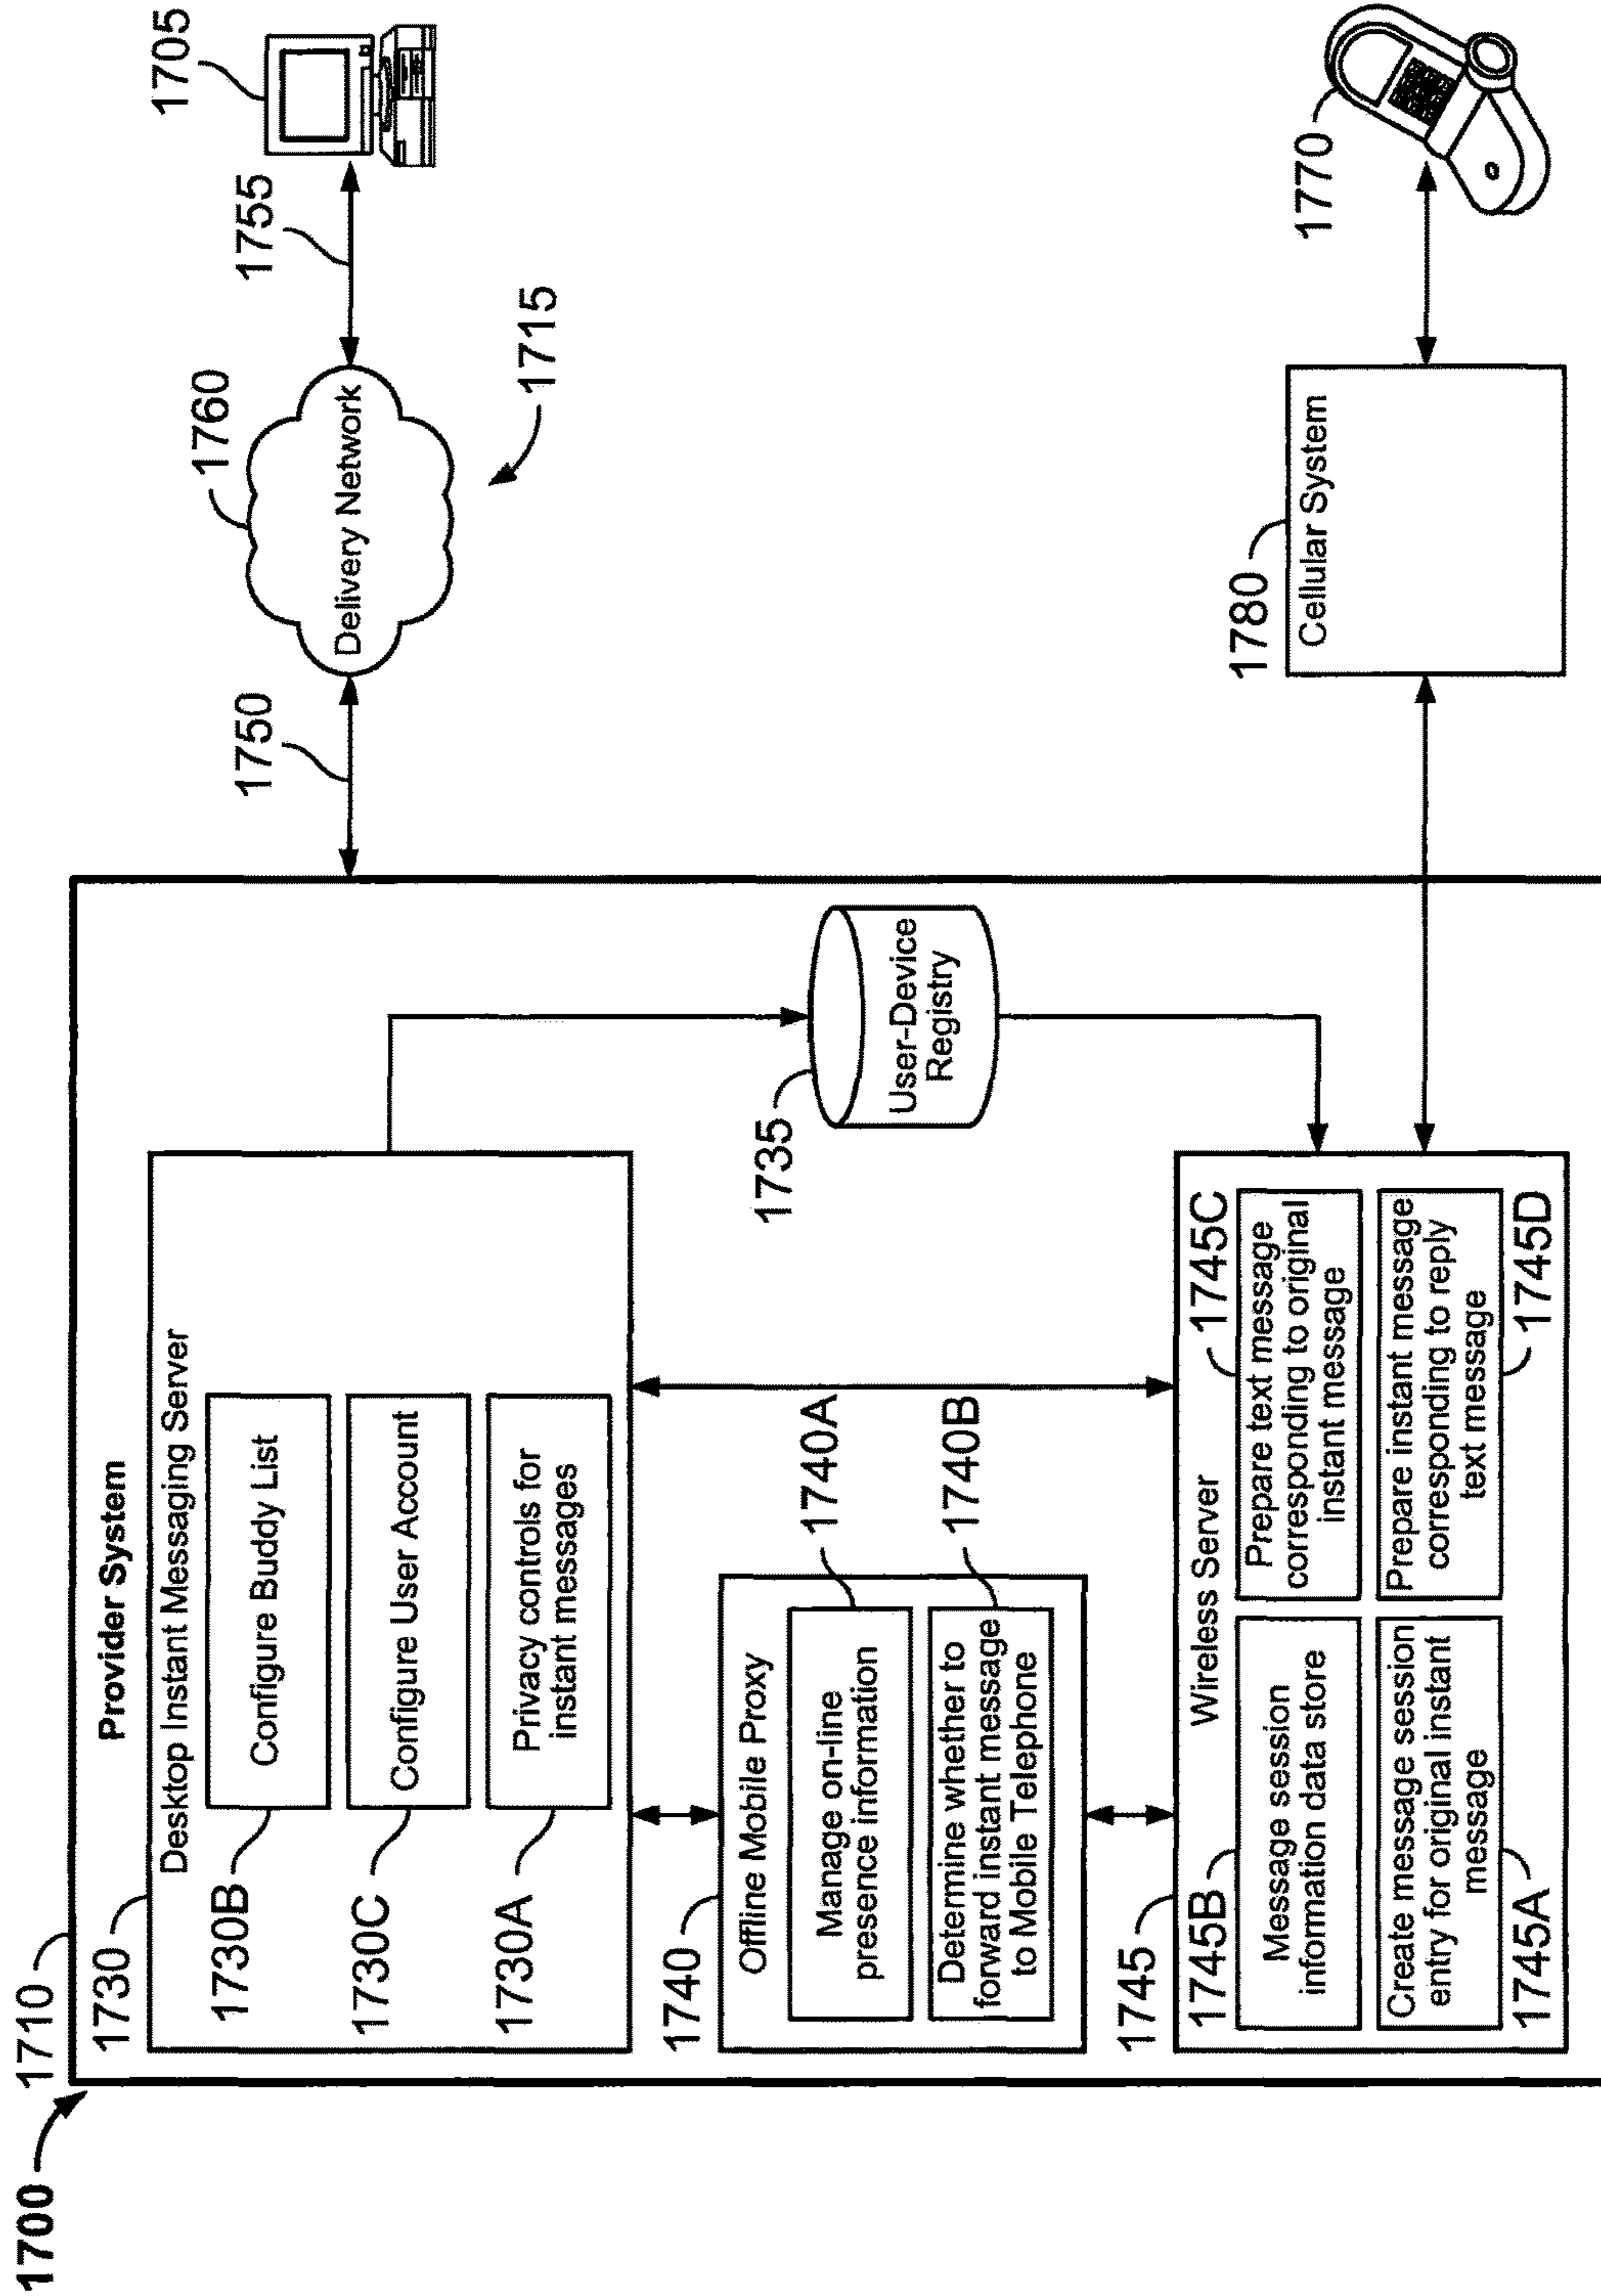 1700
1710
Provider System
1730
Desktop Instant Messaging Server
1730B
Configure Buddy List
1730C
Configure User Account
1730A
Privacy controls for
instant messages
1740
Offline Mobile Proxy
Manage on-line
presence information
1740A
Determine whether to
forward instant message
to Mobile Telephone
1740B
1735
User-Device
Registry
1745
Wireless Server
1745B
Message session
information data store
1745C
Prepare text message
corresponding to original
instant message
Create message session
entry for original instant
message
1745A
Prepare instant message
corresponding to reply
text message
1745D
1750
1760
Delivery Network
1715
1755
1705
1780
Cellular System
1770